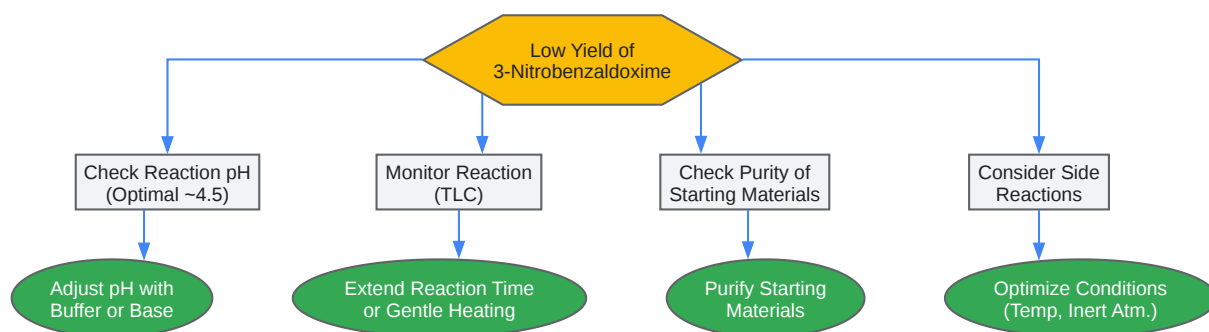 Low Yield of
3-Nitrobenzaldoxime
Check Reaction pH
(Optimal ~4.5)
Monitor Reaction
(TLC)
Check Purity of
Starting Materials
Consider Side
Reactions
Adjust pH with
Buffer or Base
Extend Reaction Time
or Gentle Heating
Purify Starting
Materials
Optimize Conditions
(Temp, Inert Atm.)